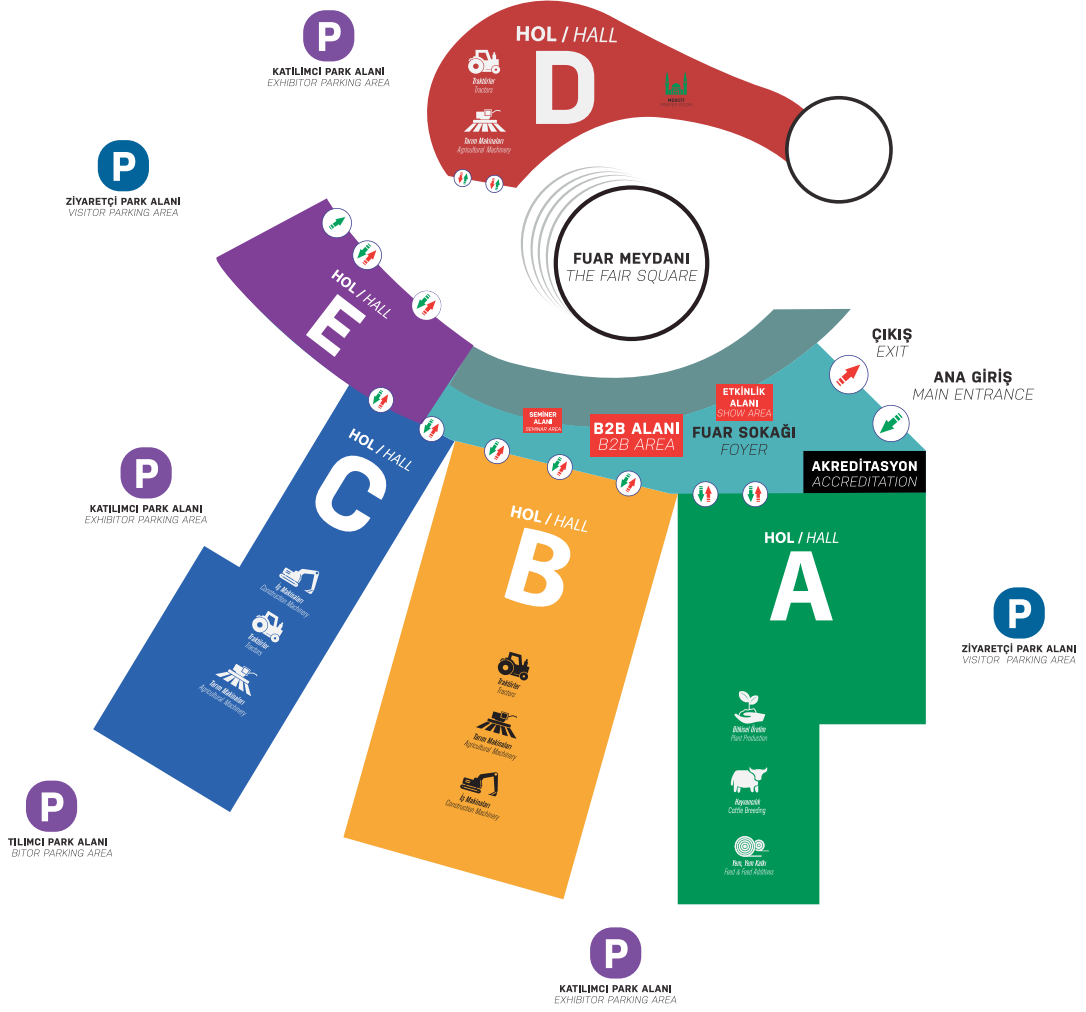 P
KATİLİMCI PARK ALANİ
EXHIBITOR PARKING AREA
HOL / HALL
D
Traktörler
Tractors
Tarım Makinaları
Agricultural Machinery
MESCİT
P
ZİYARETÇİ PARK ALANİ
VISITOR PARKING AREA
FUAR MEYDANI
THE FAIR SQUARE
HOL / HALL
E
ÇIKIŞ
EXIT
ANA GİRİŞ
MAIN ENTRANCE
SEMİNER
ALANI
SEMINAR AREA
B2B ALANI
B2B AREA
ETKİNLİK
ALANI
SHOW AREA
FUAR SOKAĞI
FOYER
AKREDİTASYON
ACCREDITATION
P
KATILIMCI PARK ALANI
EXHIBITOR PARKING AREA
HOL / HALL
C
İş Makinaları
Construction Machinery
Traktörler
Tractors
Tarım Makinaları
Agricultural Machinery
HOL / HALL
B
Traktörler
Tractors
Tarım Makinaları
Agricultural Machinery
İş Makinaları
Construction Machinery
HOL / HALL
A
Bitkisel Üretim
Plant Production
Hayvancılık
Cattle Breeding
Yem, Yem Katkı
Feed & Feed Additives
P
ZİYARETÇİ PARK ALANI
VISITOR PARKING AREA
P
TILIMCI PARK ALANI
BITOR PARKING AREA
P
KATILIMCI PARK ALANI
EXHIBITOR PARKING AREA